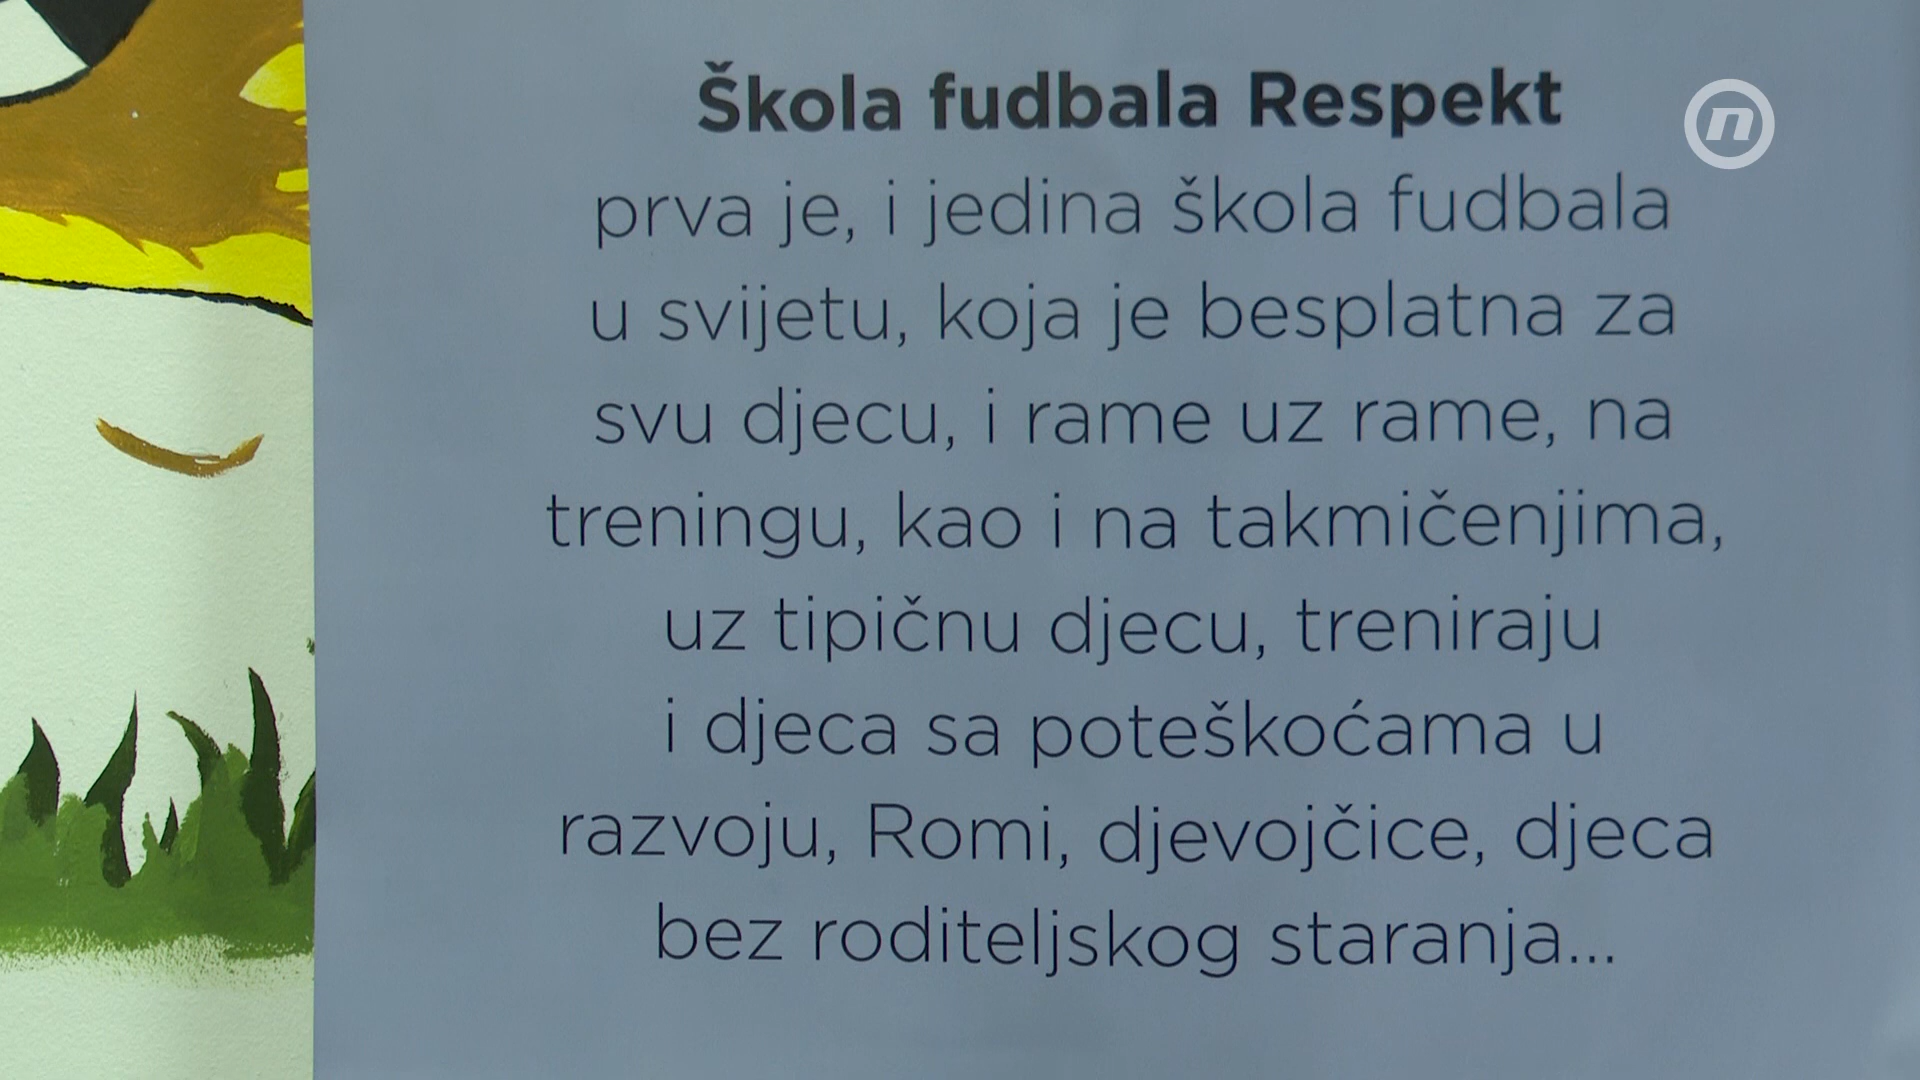 Škola fudbala Respekt
prva je, i jedina škola fudbala
u svijetu, koja je besplatna za
svu djecu, i rame uz rame, na
treningu, kao i na takmičenjima,
uz tipičnu djecu, treniraju
i djeca sa poteškoćama u
razvoju, Romi, djevojčice, djeca
bez roditeljskog staranja...
n